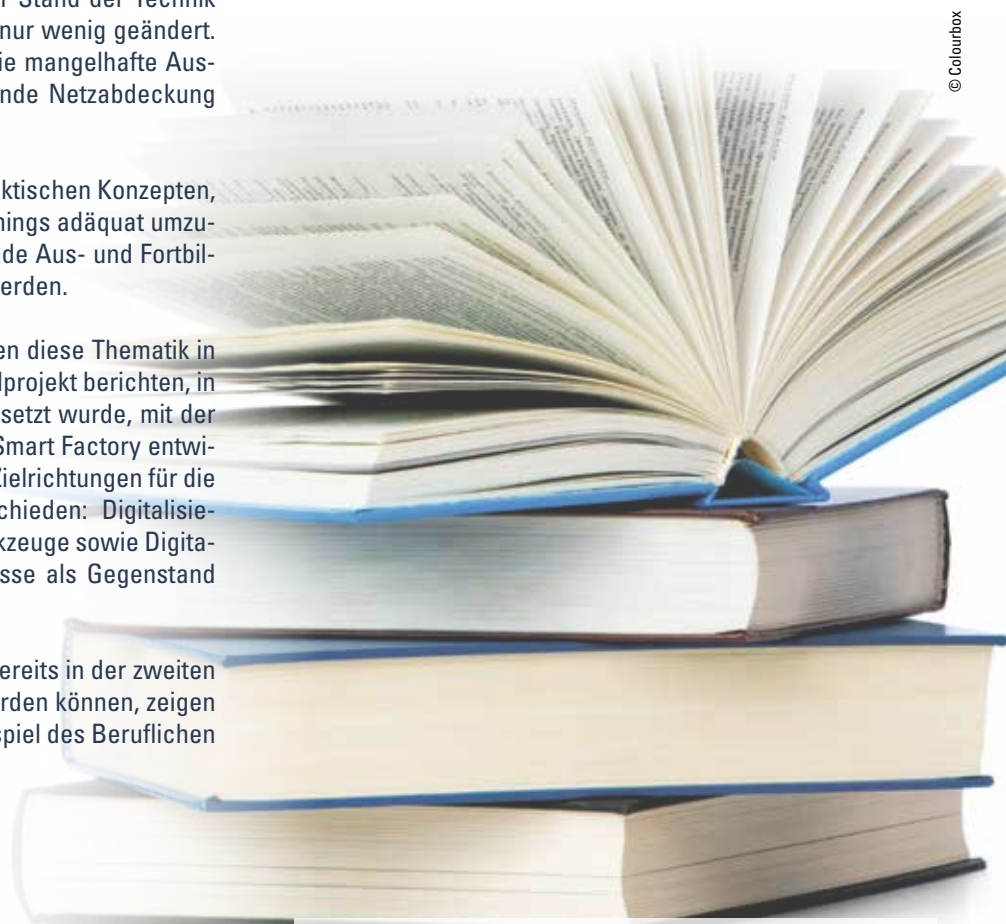 r Stand der Technik
nur wenig geändert.
ie mangelhafte Aus-
nde Netzabdeckung
ktischen Konzepten,
nings adäquat umzu-
de Aus- und Fortbil-
erden.
en diese Thematik in
lprojekt berichten, in
setzt wurde, mit der
Smart Factory entwi-
Zielrichtungen für die
chieden: Digitalisie-
kzeuge sowie Digita-
sse als Gegenstand
ereits in der zweiten
rden können, zeigen
spiel des Beruflichen
© Colourbox